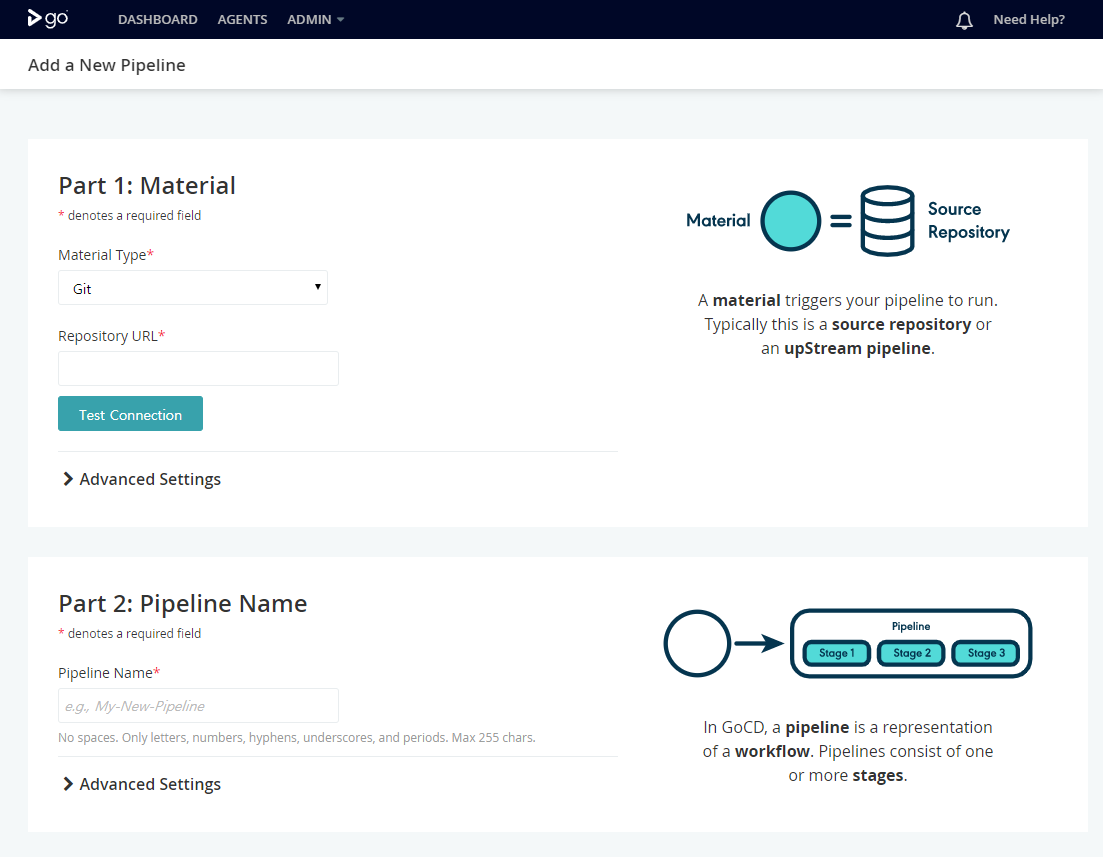 go DASHBOARD AGENTS ADMIN Need Help?
Add a New Pipeline
Part 1: Material
* denotes a required field
Material Type*
Git
Repository URL*
Test Connection
Advanced Settings
Material = Source
Repository
A material triggers your pipeline to run.
Typically this is a source repository or
an upStream pipeline.
Part 2: Pipeline Name
* denotes a required field
Pipeline Name*
e.g., My-New-Pipeline
No spaces. Only letters, numbers, hyphens, underscores, and periods. Max 255 chars.
Advanced Settings
Pipeline
Stage 1 Stage 2 Stage 3
In GoCD, a pipeline is a representation
of a workflow. Pipelines consist of one
or more stages.